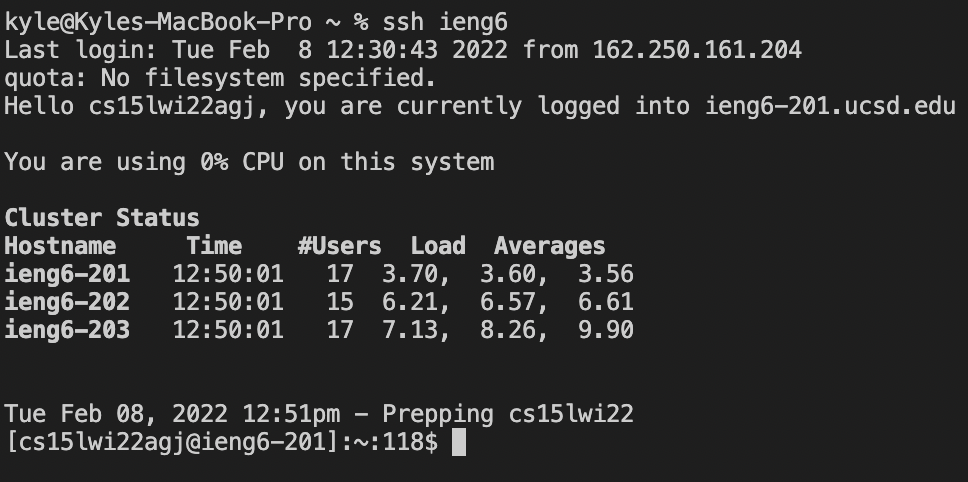 kyle@Kyles-MacBook-Pro ~ % ssh ieng6
Last login: Tue Feb  8 12:30:43 2022 from 162.250.161.204
quota: No filesystem specified.
Hello cs15lwi22agj, you are currently logged into ieng6-201.ucsd.edu
You are using 0% CPU on this system
Cluster Status
Hostname     Time    #Users  Load  Averages
ieng6-201   12:50:01   17  3.70,  3.60,  3.56
ieng6-202   12:50:01   15  6.21,  6.57,  6.61
ieng6-203   12:50:01   17  7.13,  8.26,  9.90
Tue Feb 08, 2022 12:51pm - Prepping cs15lwi22
[cs15lwi22agj@ieng6-201]:~:118$